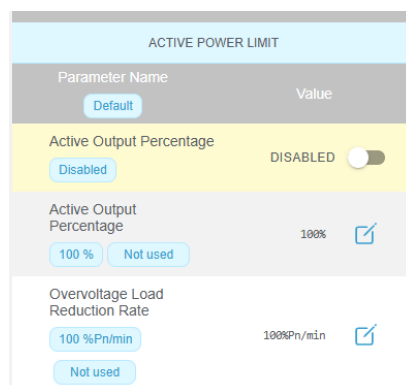 ACTIVE POWER LIMIT
Parameter Name
Default
Value
Active Output Percentage
Disabled
DISABLED
Active Output
Percentage
100 %
Not used
100%
Overvoltage Load
Reduction Rate
100 %Pn/min
Not used
100%Pn/min